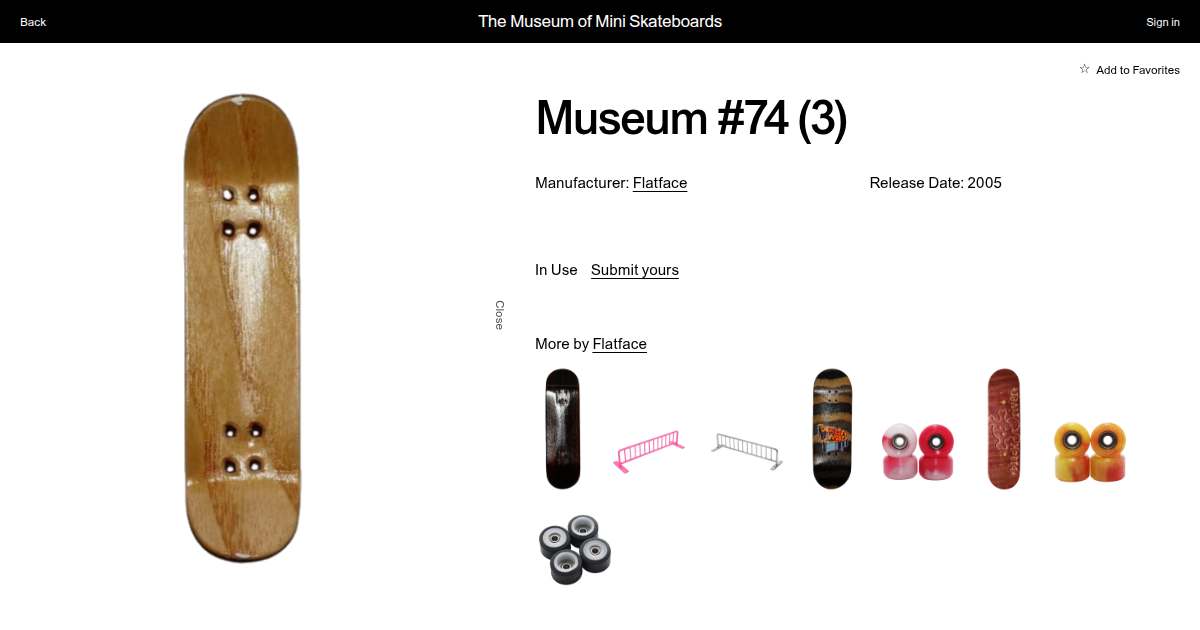 Back
The Museum of Mini Skateboards
Sign in
☆ Add to Favorites
Museum #74 (3)
Manufacturer: Flatface
Release Date: 2005
In Use Submit yours
Close
More by Flatface